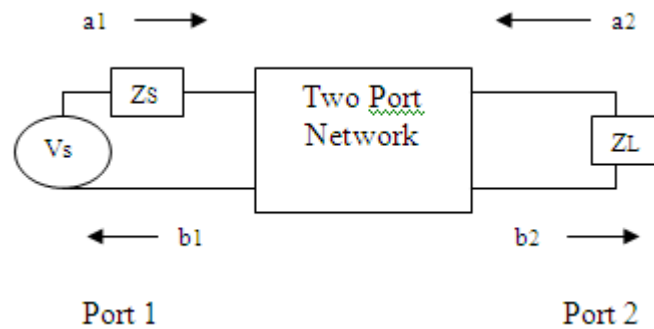 a1 a2
Zs Two Port
Network
Vs ZL
b1 b2
Port 1 Port 2